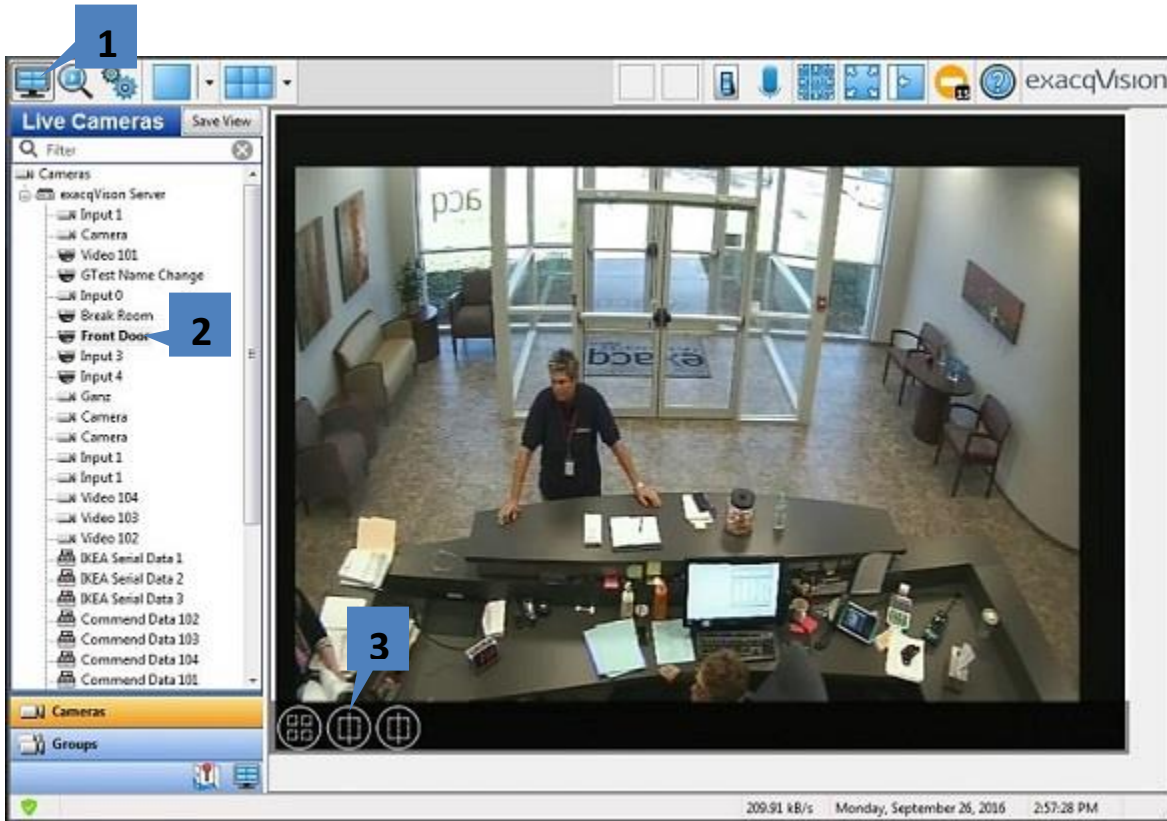 1
exacqVision
Live Cameras Save View
Filter
Cameras
exacqVison Server
Input 1
Camera
Video 101
GTest Name Change
Input 0
Break Room
Front Door
2
Input 3
Input 4
Ganz
Camera
Camera
Input 1
Input 1
Video 104
Video 103
Video 102
IKEA Serial Data 1
IKEA Serial Data 2
IKEA Serial Data 3
Commend Data 102
Commend Data 103
Commend Data 104
Commend Data 101
acq
exacq
3
Cameras
Groups
209.91 kB/s Monday, September 26, 2016 2:57:28 PM